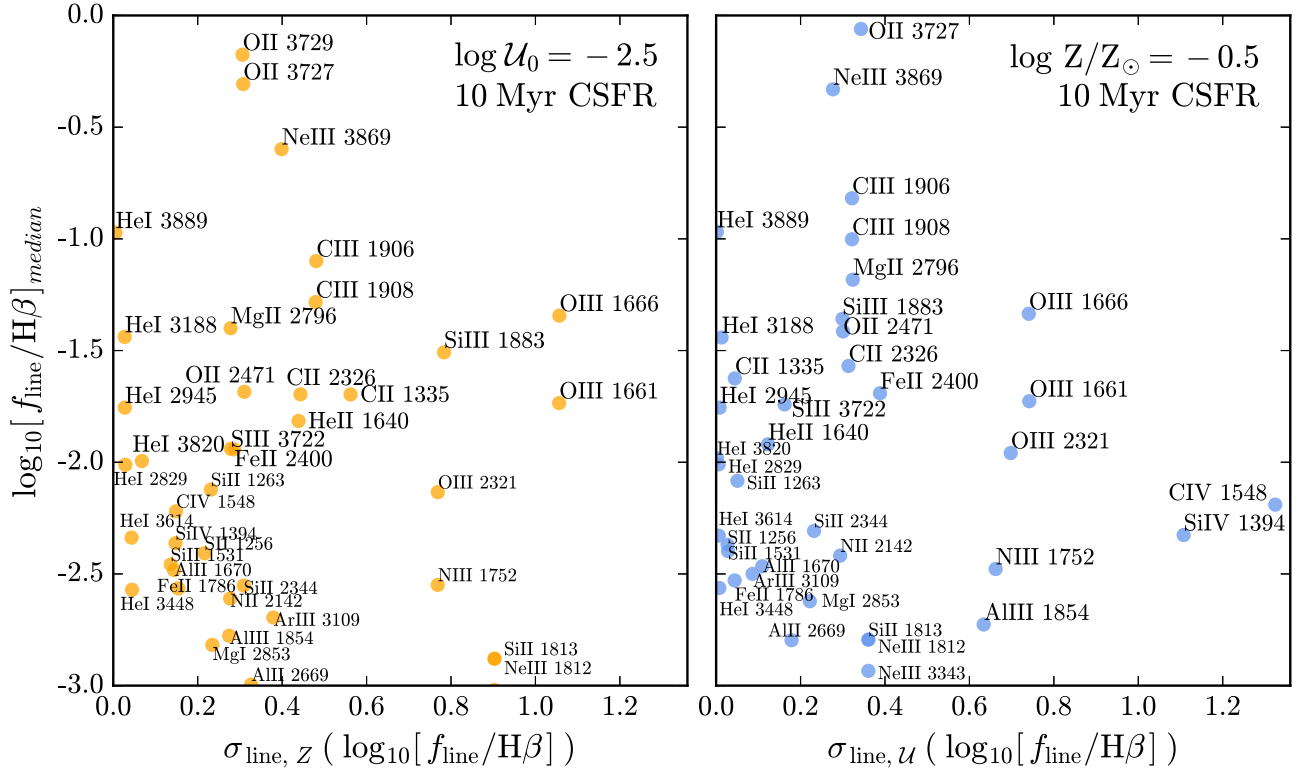 log₁₀[ f_line/Hβ]_median
0.0
-0.5
-1.0
-1.5
-2.0
-2.5
-3.0
log 𝒰₀ = −2.5
10 Myr CSFR
OII 3729
OII 3727
NeIII 3869
HeI 3889
CIII 1906
CIII 1908
OIII 1666
MgII 2796
HeI 3188
SiIII 1883
OII 2471
CII 2326
CII 1335
OIII 1661
HeI 2945
HeII 1640
SIII 3722
HeI 3820
FeII 2400
HeI 2829
SiII 1263
OIII 2321
CIV 1548
HeI 3614
SiIV 1394
SII 1256
SiII 1531
AlII 1670
NIII 1752
FeII 1786
SiII 2344
HeI 3448
NII 2142
ArIII 3109
AlIII 1854
MgI 2853
SiII 1813
NeIII 1812
AlII 2669
0.0 0.2 0.4 0.6 0.8 1.0 1.2
σ_line, Z ( log₁₀[ f_line/Hβ] )
log Z/Z⊙ = −0.5
10 Myr CSFR
OII 3727
NeIII 3869
CIII 1906
HeI 3889
CIII 1908
MgII 2796
SiIII 1883
OIII 1666
HeI 3188
OII 2471
CII 2326
CII 1335
FeII 2400
HeI 2945
SIII 3722
OIII 1661
HeII 1640
OIII 2321
HeI 3820
HeI 2829
SiII 1263
CIV 1548
HeI 3614
SiII 2344
SiIV 1394
SII 1256
NII 2142
SiII 1531
AlII 1670
NIII 1752
ArIII 3109
FeII 1786
MgI 2853
HeI 3448
AlIII 1854
AlII 2669
SiII 1813
NeIII 1812
NeIII 3343
0.0 0.2 0.4 0.6 0.8 1.0 1.2
σ_line, 𝒰 ( log₁₀[ f_line/Hβ] )